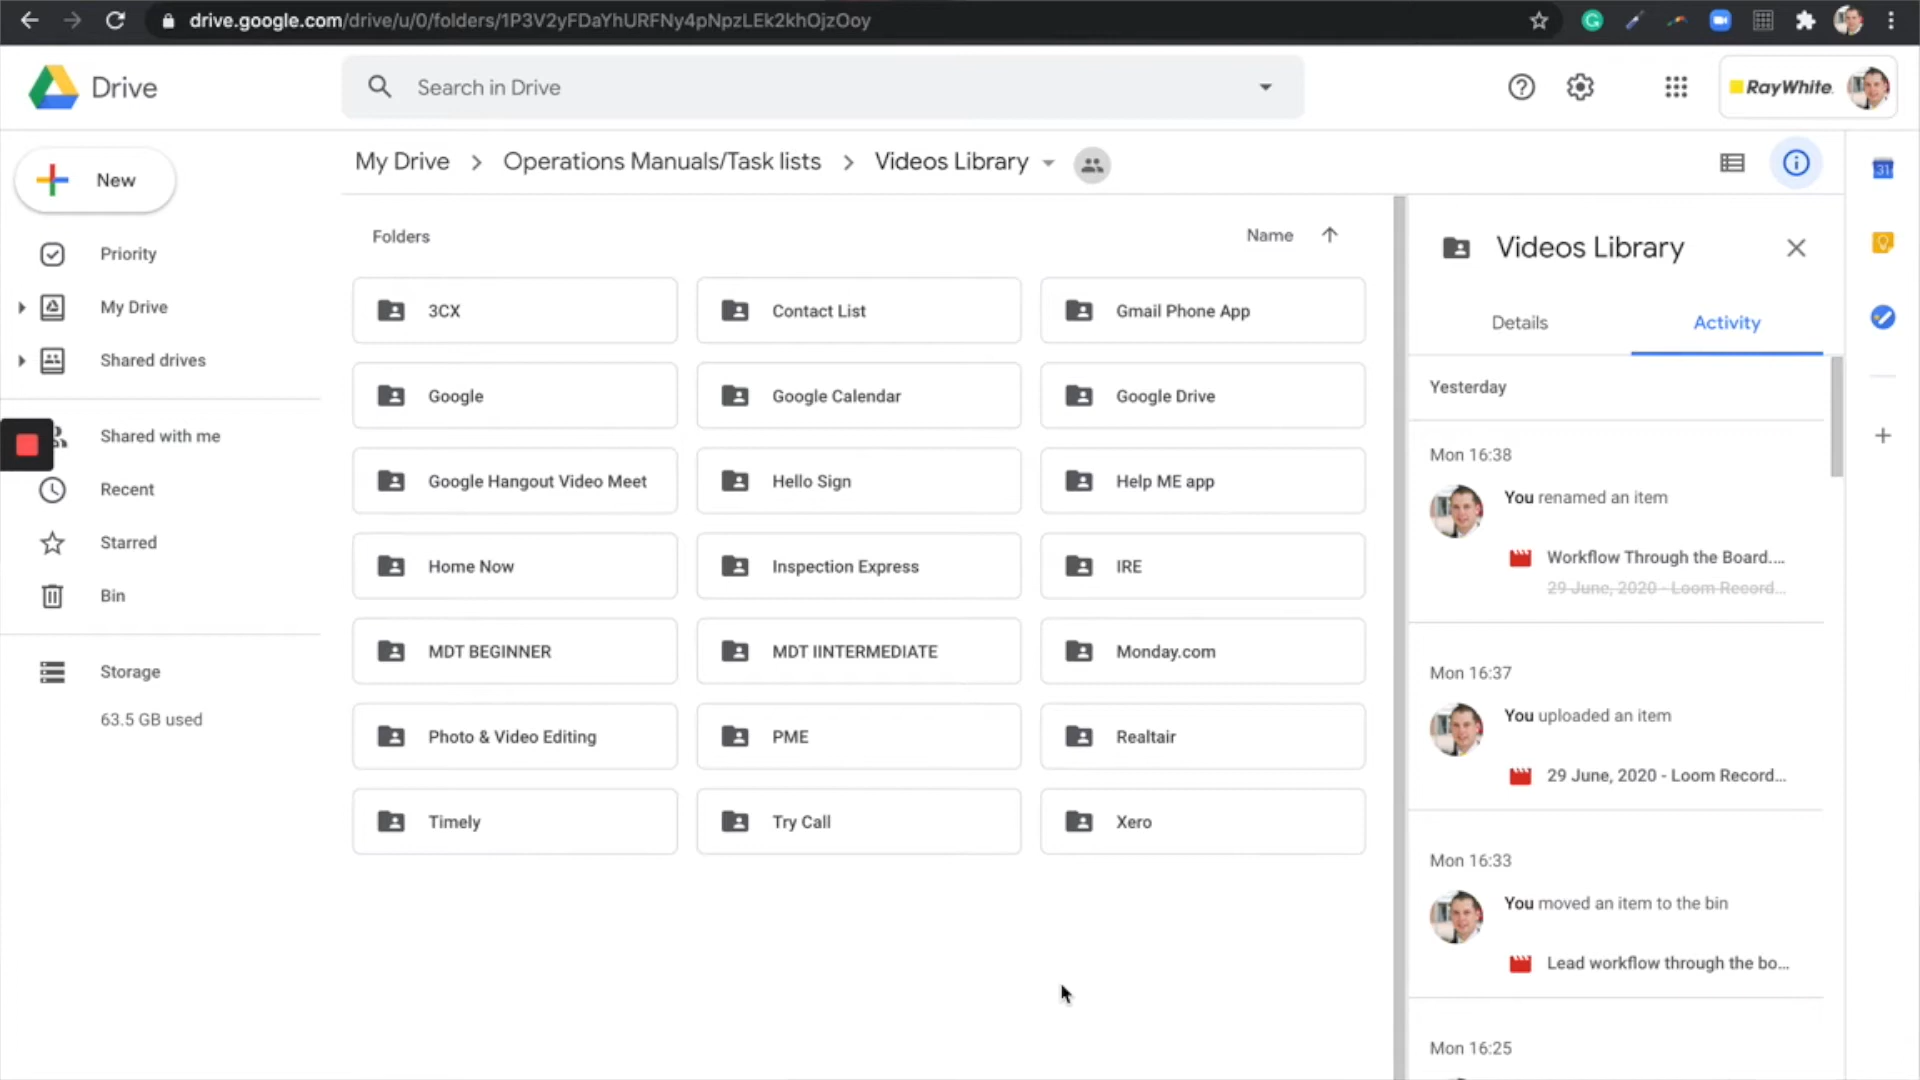 drive.google.com/drive/u/0/folders/1P3V2yFDaYhURFNy4pNpzLEk2khOjzOoy
Drive
Search in Drive
RayWhite.
New
My Drive > Operations Manuals/Task lists > Videos Library
Priority
My Drive
Shared drives
Shared with me
Recent
Starred
Bin
Storage
63.5 GB used
Folders
Name
3CX
Contact List
Gmail Phone App
Google
Google Calendar
Google Drive
Google Hangout Video Meet
Hello Sign
Help ME app
Home Now
Inspection Express
IRE
MDT BEGINNER
MDT IINTERMEDIATE
Monday.com
Photo & Video Editing
PME
Realtair
Timely
Try Call
Xero
Videos Library
Details
Activity
Yesterday
Mon 16:38
You renamed an item
Workflow Through the Board....
29 June, 2020 - Loom Record...
Mon 16:37
You uploaded an item
29 June, 2020 - Loom Record...
Mon 16:33
You moved an item to the bin
Lead workflow through the bo...
Mon 16:25
31